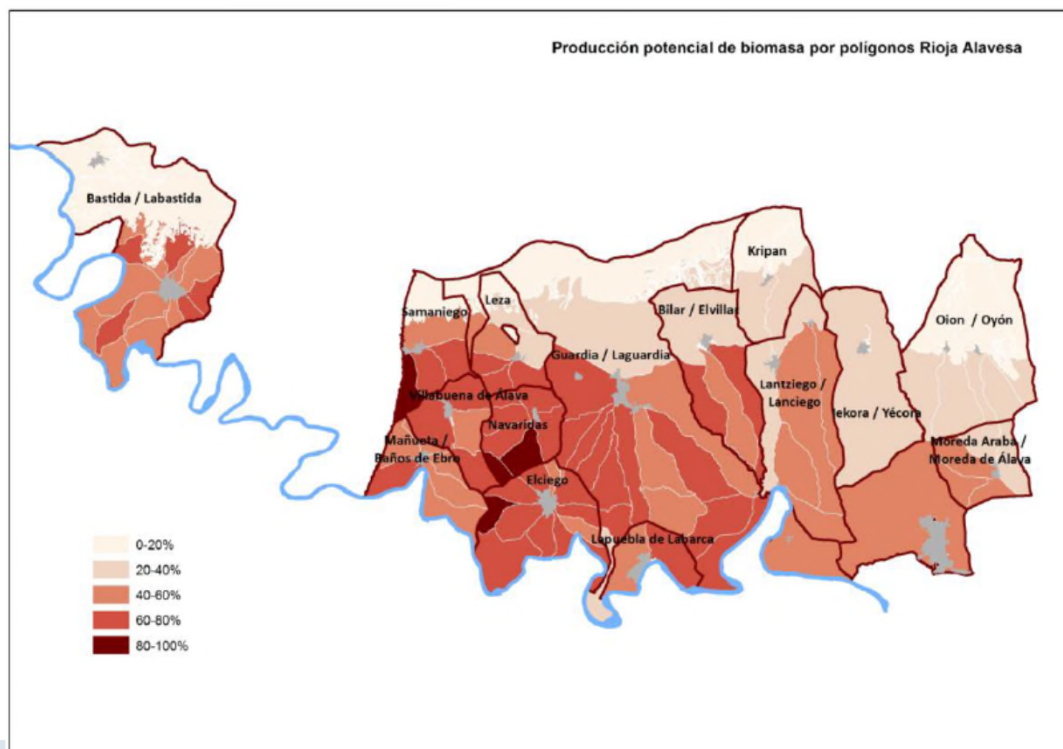 Producción potencial de biomasa por polígonos Rioja Alavesa
Bastida / Labastida
Kripan
Leza
Samaniego
Bilar / Elvillar
Oion / Oyón
Guardia / Laguardia
Lantziego /
Lanciego
Villabuena de Álava
Iekora / Yécora
Navaridas
Mañueta /
Baños de Ebro
Moreda Araba /
Moreda de Álava
Elciego
Lapuebla de Labarca
0-20%
20-40%
40-60%
60-80%
80-100%